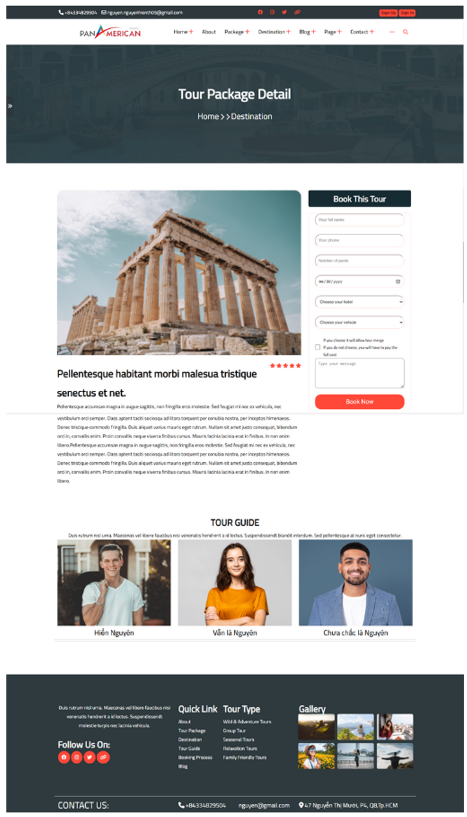 +84334829504 nguyen.nguyenhien1105@gmail.com
Sign Up Sign In
PAN AMERICAN
Home + About Package + Destination + Blog + Page + Contact +
Tour Package Detail
Home >> Destination
Book This Tour
Your full name
Your phone
Number of guests
mm/dd/yyyy
Choose your hotel
Choose your vehicle
If you choose it will allow tour merge
If you do not choose, you will have to pay the full cost
Type your message
Book Now
Pellentesque habitant morbi malesua tristique
senectus et net.
Pellentesque accumsan magna in augue sagittis, non fringilla eros molestie. Sed feugiat mi nec ex vehicula, nec
vestibulum orci semper. Class aptent taciti sociosqu ad litora torquent per conubia nostra, per inceptos himenaeos.
Donec tristique commodo fringilla. Duis aliquet varius mauris eget rutrum. Nullam sit amet justo consequat, bibendum
orci in, convallis enim. Proin convallis neque viverra finibus cursus. Mauris lacinia lacinia erat in finibus. In non enim
libero.Pellentesque accumsan magna in augue sagittis, non fringilla eros molestie. Sed feugiat mi nec ex vehicula, nec
vestibulum orci semper. Class aptent taciti sociosqu ad litora torquent per conubia nostra, per inceptos himenaeos.
Donec tristique commodo fringilla. Duis aliquet varius mauris eget rutrum. Nullam sit amet justo consequat, bibendum
orci in, convallis enim. Proin convallis neque viverra finibus cursus. Mauris lacinia lacinia erat in finibus. In non enim
libero.
TOUR GUIDE
Duis rutrum nisl urna. Maecenas vel libero faucibus nisi venenatis hendrerit a id lectus. Suspendissend blandit interdum. Sed pellentesque at nunc eget consectetur.
Hiển Nguyên
Vẫn là Nguyên
Chưa chắc là Nguyên
Duis rutrum nisl urna. Maecenas vel libero faucibus nisi
venenatis hendrerit a id lectus. Suspendissendt
molestie turpis nec lacinia vehicula.
Follow Us On:
Quick Link
About
Tour Package
Destination
Tour Guide
Booking Process
Blog
Tour Type
Wild & Adventure Tours
Group Tour
Seasonal Tours
Relaxation Tours
Family Friendly Tours
Gallery
CONTACT US: +84334829504 nguyen@gmail.com 47 Nguyễn Thị Mười, P4, Q8,Tp.HCM